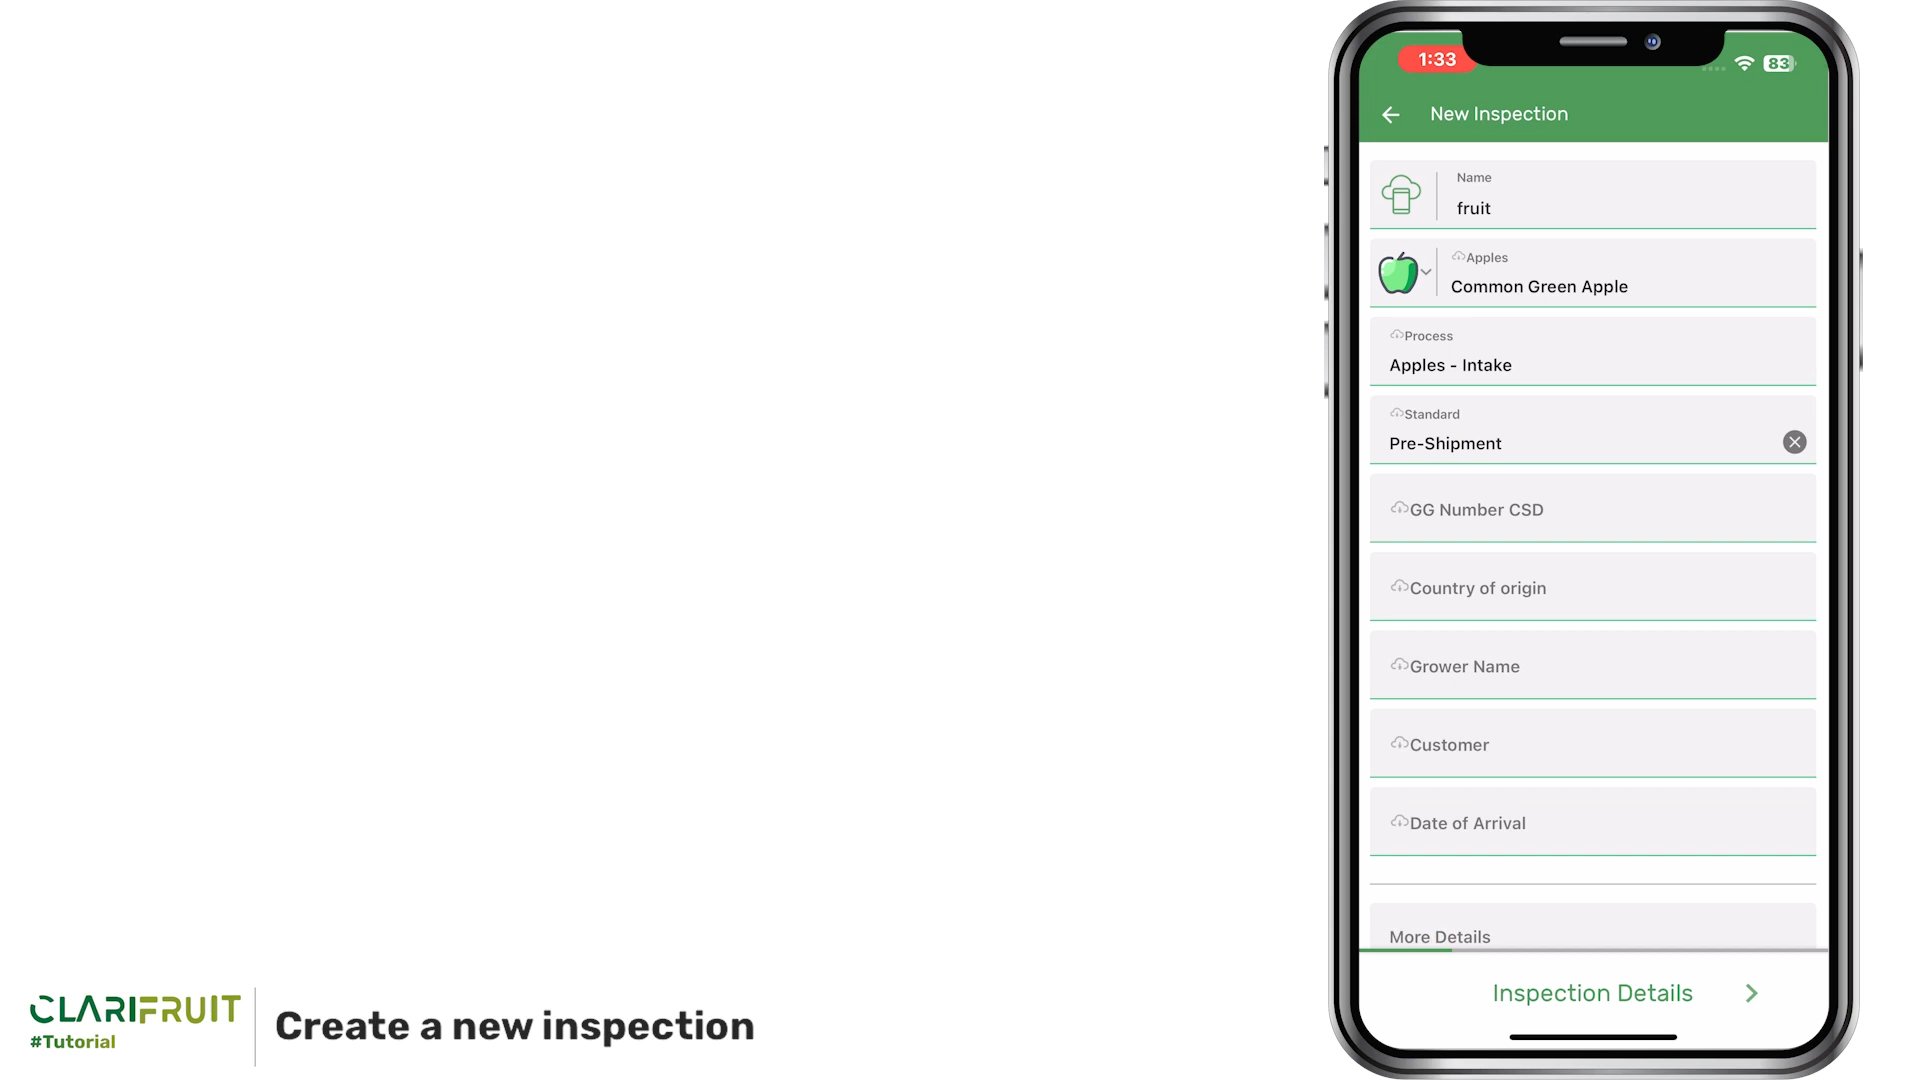 1:33
83
New Inspection
Name
fruit
Apples
Common Green Apple
Process
Apples - Intake
Standard
Pre-Shipment
GG Number CSD
Country of origin
Grower Name
Customer
Date of Arrival
More Details
Inspection Details
CLARIFRUIT
#Tutorial
Create a new inspection